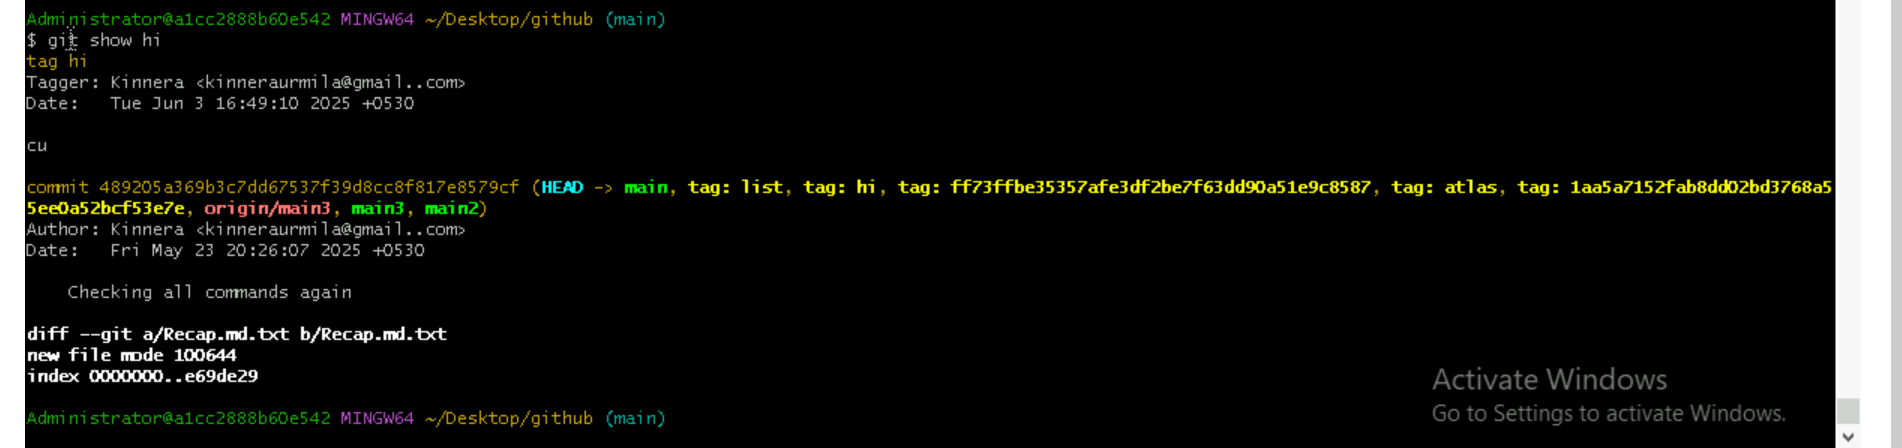 Administrator@a1cc2888b60e542 MINGW64 ~/Desktop/github (main)
$ git show hi
tag hi
Tagger: Kinnera <kinneraurmila@gmail..com>
Date:   Tue Jun 3 16:49:10 2025 +0530
cu
commit 489205a369b3c7dd67537f39d8cc8f817e8579cf (HEAD -> main, tag: list, tag: hi, tag: ff73ffbe35357afe3df2be7f63dd90a51e9c8587, tag: atlas, tag: 1aa5a7152fab8dd02bd3768a5
5ee0a52bcf53e7e, origin/main3, main3, main2)
Author: Kinnera <kinneraurmila@gmail..com>
Date:   Fri May 23 20:26:07 2025 +0530
    Checking all commands again
diff --git a/Recap.md.txt b/Recap.md.txt
new file mode 100644
index 0000000..e69de29
Activate Windows
Go to Settings to activate Windows.
Administrator@a1cc2888b60e542 MINGW64 ~/Desktop/github (main)